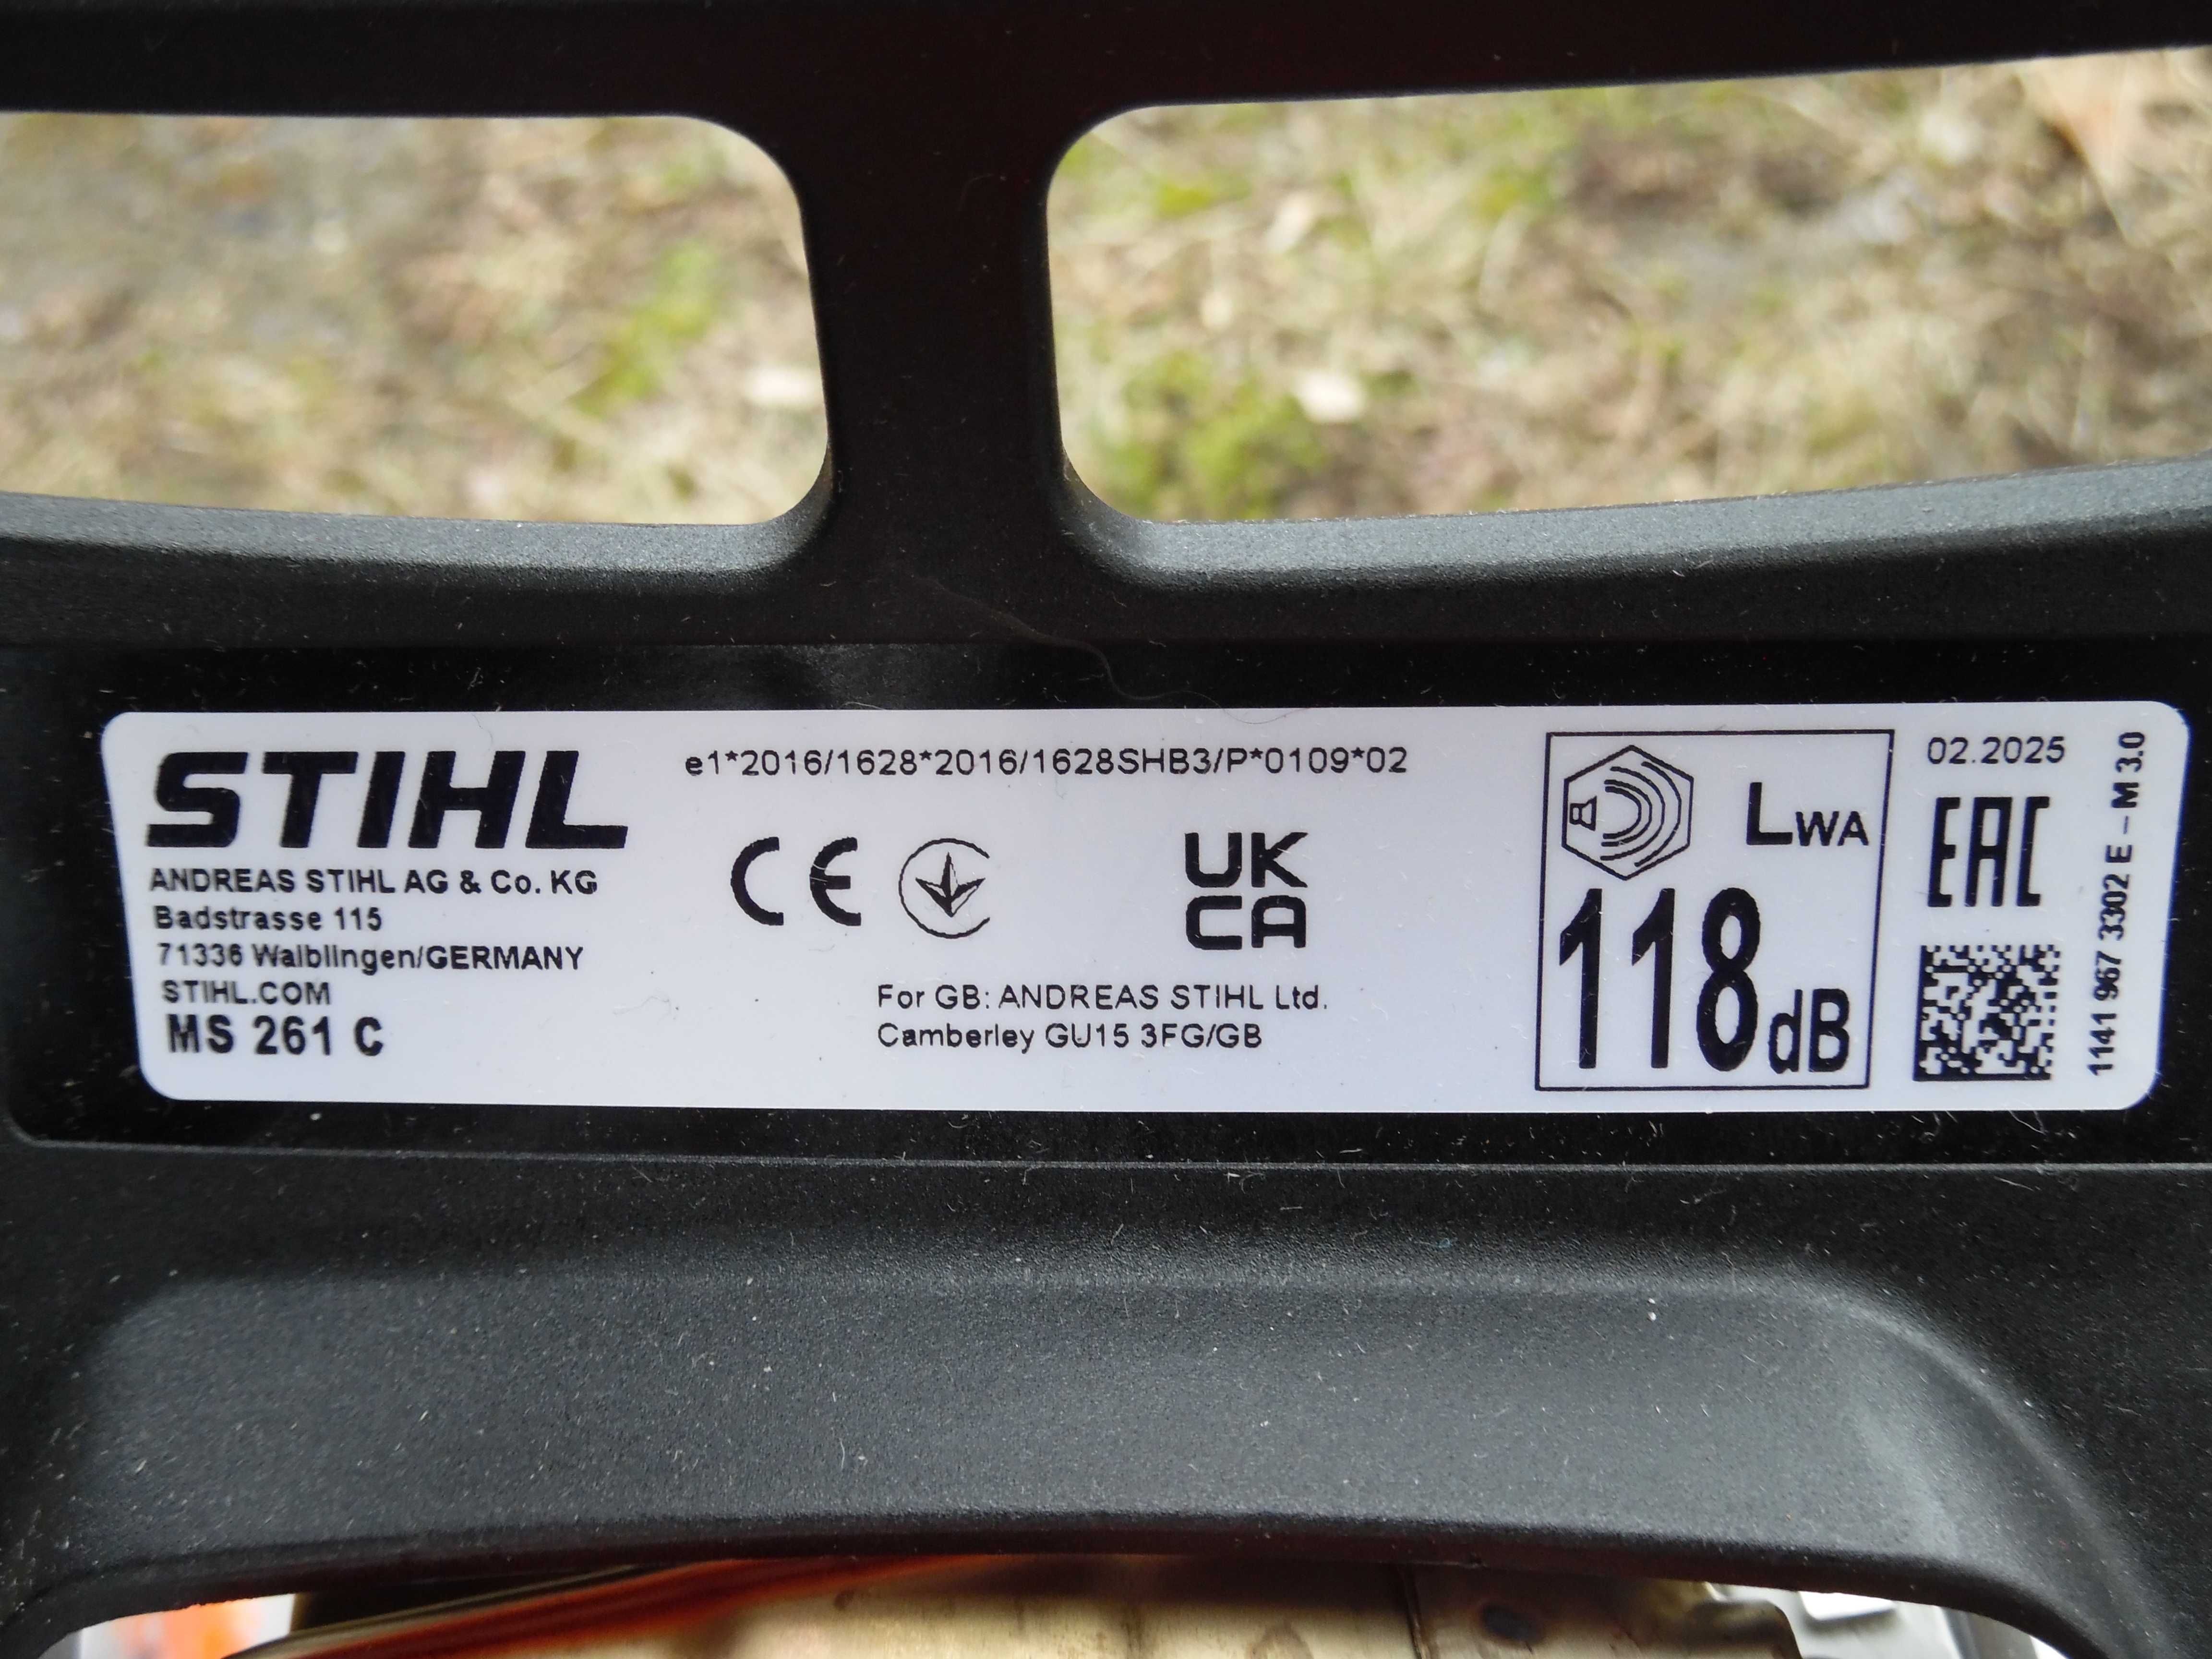 STIHL
ANDREAS STIHL AG & Co. KG
Badstrasse 115
71336 Waiblingen/GERMANY
STIHL.COM
MS 261 C
e1*2016/1628*2016/1628SHB3/P*0109*02
CE
UK
CA
For GB: ANDREAS STIHL Ltd.
Camberley GU15 3FG/GB
LWA
118dB
02.2025
EAC
1141 967 3302 E – M 3.0